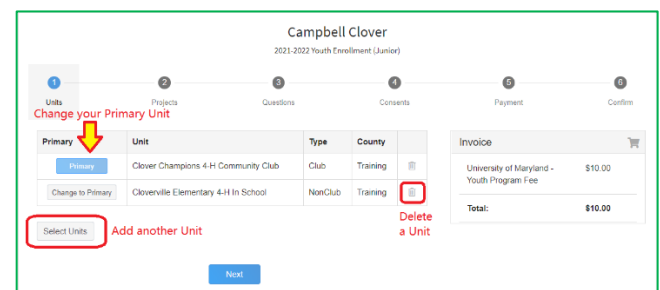 Campbell Clover
2021-2022 Youth Enrollment (Junior)
1 2 3 4 5 6
Units Projects Questions Consents Payment Confirm
Change your Primary Unit
Primary Unit Type County
Primary Clover Champions 4-H Community Club Club Training
Change to Primary Cloverville Elementary 4-H In School NonClub Training
Select Units
Add another Unit
Delete
a Unit
Invoice
University of Maryland - $10.00
Youth Program Fee
Total: $10.00
Next